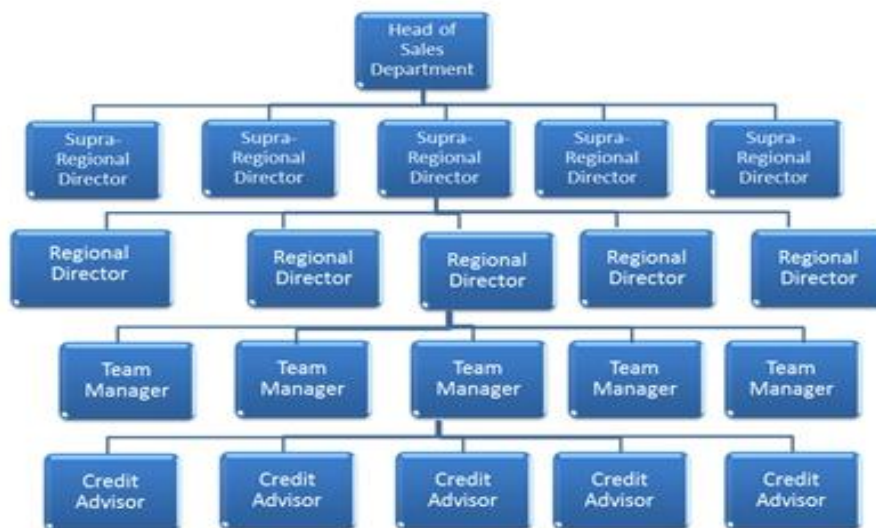 Head of
Sales
Department
Supra-
Regional
Director
Supra-
Regional
Director
Supra-
Regional
Director
Supra-
Regional
Director
Supra-
Regional
Director
Regional
Director
Regional
Director
Regional
Director
Regional
Director
Regional
Director
Team
Manager
Team
Manager
Team
Manager
Team
Manager
Team
Manager
Credit
Advisor
Credit
Advisor
Credit
Advisor
Credit
Advisor
Credit
Advisor